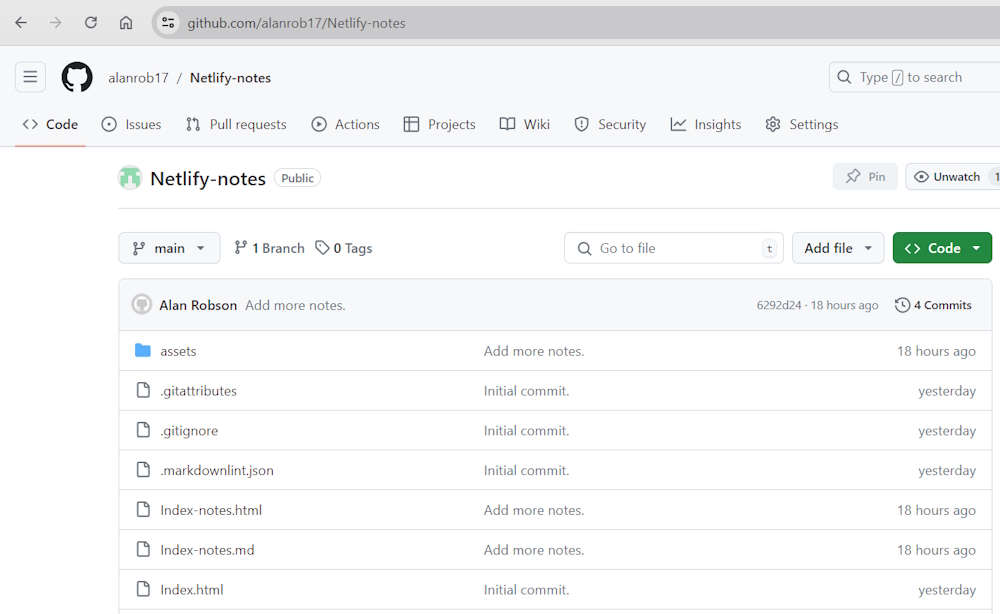 github.com/alanrob17/Netlify-notes
alanrob17 / Netlify-notes
Type / to search
Code Issues Pull requests Actions Projects Wiki Security Insights Settings
Netlify-notes Public Pin Unwatch 1
main 1 Branch 0 Tags Go to file t Add file Code
Alan Robson Add more notes. 6292d24 · 18 hours ago 4 Commits
assets Add more notes. 18 hours ago
.gitattributes Initial commit. yesterday
.gitignore Initial commit. yesterday
.markdownlint.json Initial commit. yesterday
Index-notes.html Add more notes. 18 hours ago
Index-notes.md Add more notes. 18 hours ago
Index.html Initial commit. yesterday